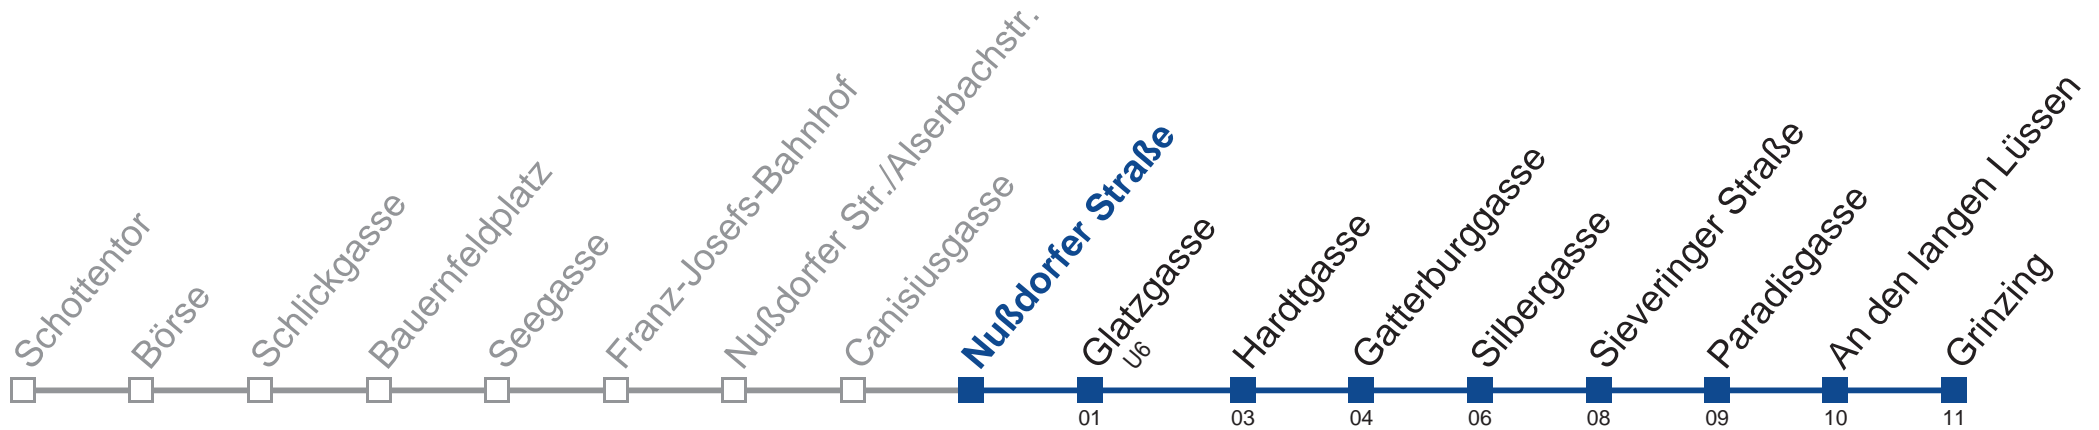 Schottentor
Börse
Schlickgasse
Bauernfeldplatz
Seegasse
Franz-Josefs-Bahnhof
Nußdorfer Str./Alserbachstr.
Canisiusgasse
Nußdorfer Straße
Glatzgasse
U6
Hardtgasse
Gatterburggasse
Silbergasse
Sieveringer Straße
Paradisgasse
An den langen Lüssen
Grinzing
01 03 04 06 08 09 10 11